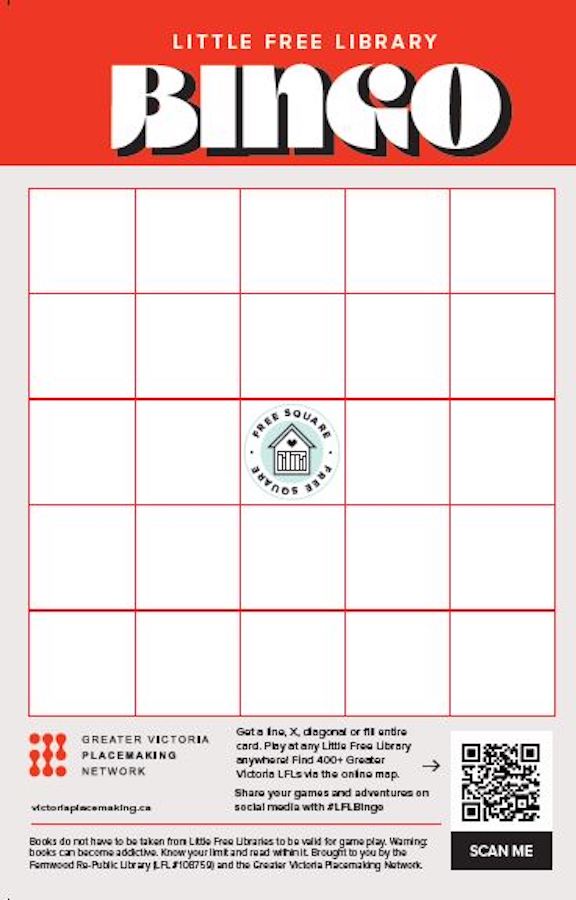 LITTLE FREE LIBRARY
BINGO
FREE SQUARE • FREE SQUARE •
GREATER VICTORIA
PLACEMAKING
NETWORK
victoriaplacemaking.ca
Get a line, X, diagonal or fill entire
card. Play at any Little Free Library
anywhere! Find 400+ Greater
Victoria LFLs via the online map.
Share your games and adventures on
social media with #LFLBingo
→
SCAN ME
Books do not have to be taken from Little Free Libraries to be valid for game play. Warning:
books can become addictive. Know your limit and read within it. Brought to you by the
Fernwood Re-Public Library (LFL #108759) and the Greater Victoria Placemaking Network.